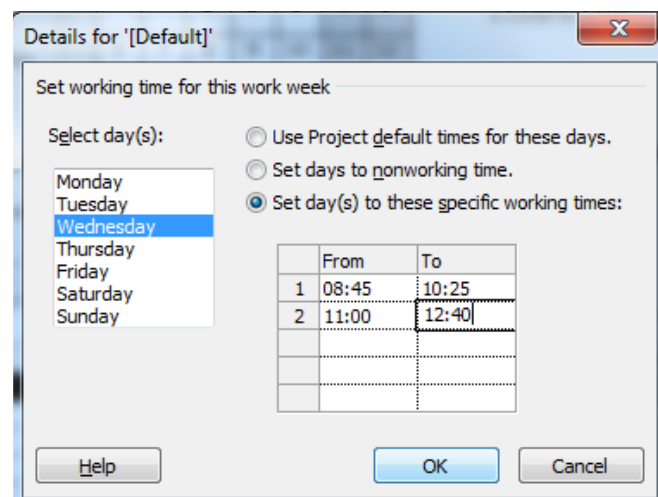 Details for '[Default]'
Set working time for this work week
Select day(s):
Monday
Tuesday
Wednesday
Thursday
Friday
Saturday
Sunday
Use Project default times for these days.
Set days to nonworking time.
Set day(s) to these specific working times:
From To
1 08:45 10:25
2 11:00 12:40
Help OK Cancel